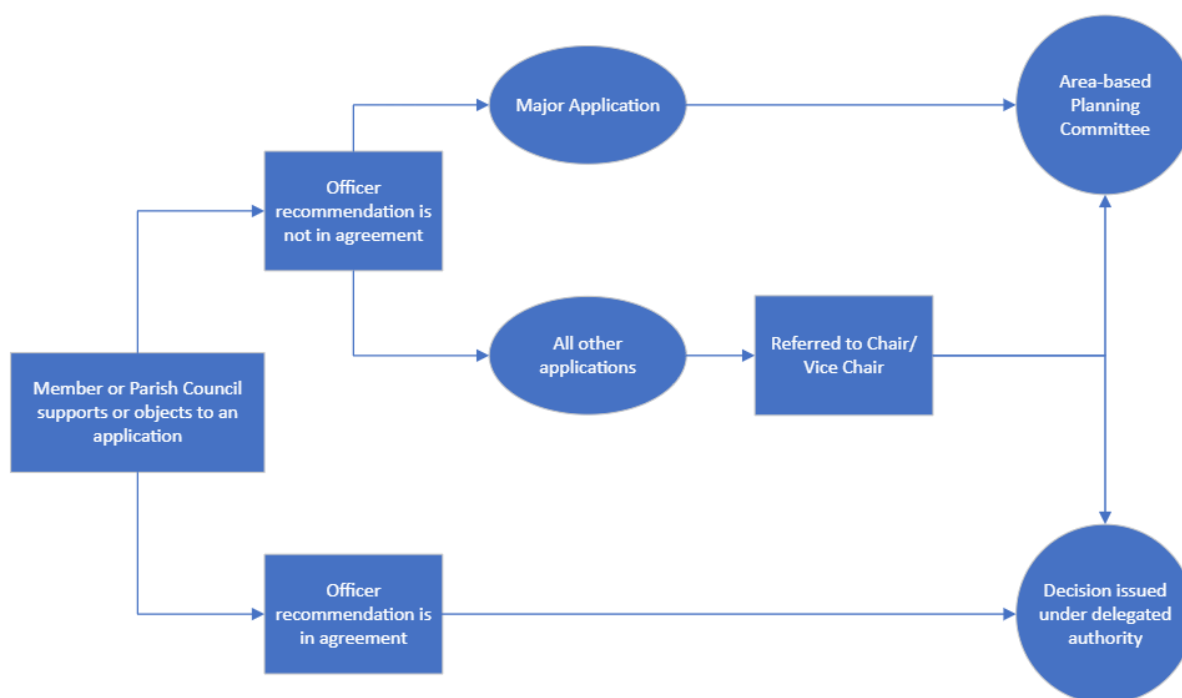 Major Application
Area-based
Planning
Committee
Officer
recommendation is
not in agreement
All other
applications
Referred to Chair/
Vice Chair
Member or Parish Council
supports or objects to an
application
Officer
recommendation is
in agreement
Decision issued
under delegated
authority